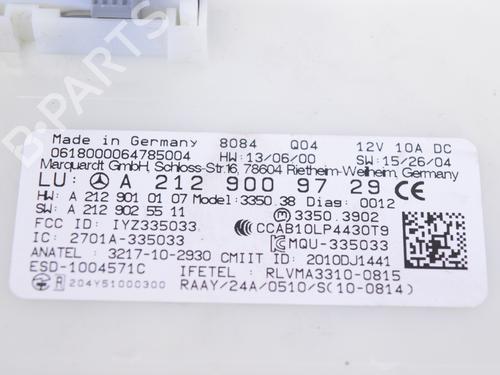 Made in Germany 8084 Q04 12V 10A DC
0618000064785004 HW:13/06/00 SW:15/26/04
Marquardt GmbH, Schloss-Str.16, 78604 Rietheim-Weilheim, Germany
LU: A 212 900 97 29 CE
HW: A 212 901 01 07 Model: 3350.38 Diag: 0012
SW: A 212 902 55 11 m 3350.3902
FCC ID: IYZ335033 CCAB10LP4430T9
IC: 2701A-335033 MQU-335033
ANATEL : 3217-10-2930 CMIIT ID: 2010DJ1441
ESD-1004571C IFETEL : RLVMA3310-0815
R 204Y51000300 RAAY/24A/0510/S(10-0814)
B-PARTS